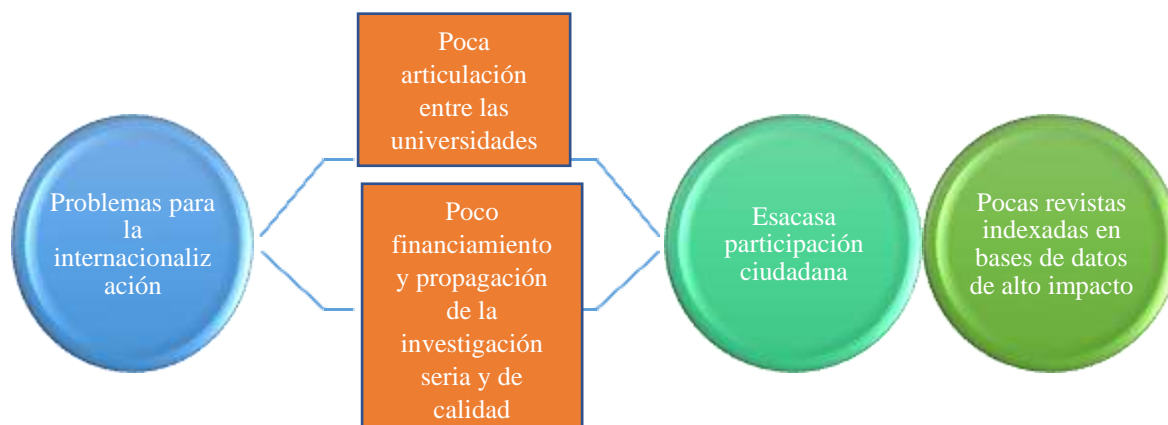 Problemas para
la
internacionaliz
ación
Poca
articulación
entre las
universidades
Poco
financiamiento
y propagación
de la
investigación
seria y de
calidad
Esacasa
participación
ciudadana
Pocas revistas
indexadas en
bases de datos
de alto impacto